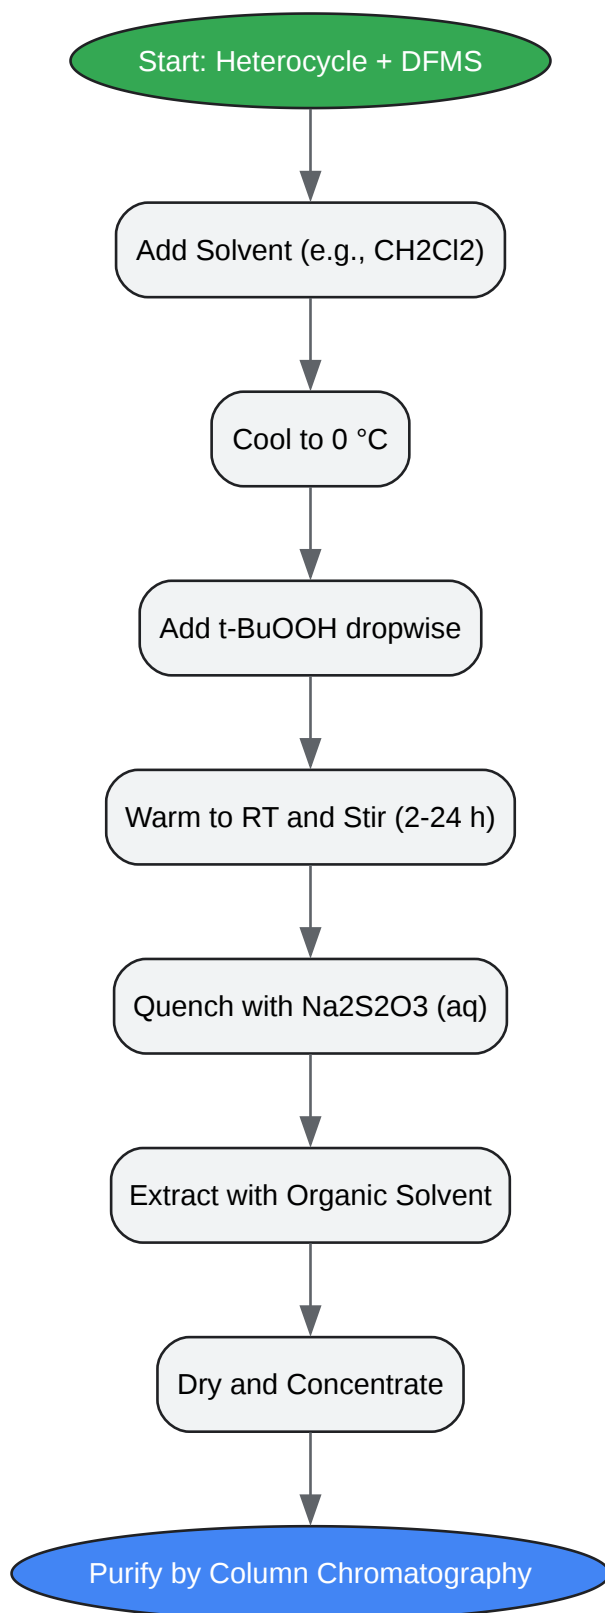 Start: Heterocycle + DFMS
Add Solvent (e.g., CH2Cl2)
Cool to 0 °C
Add t-BuOOH dropwise
Warm to RT and Stir (2-24 h)
Quench with Na2S2O3 (aq)
Extract with Organic Solvent
Dry and Concentrate
Purify by Column Chromatography